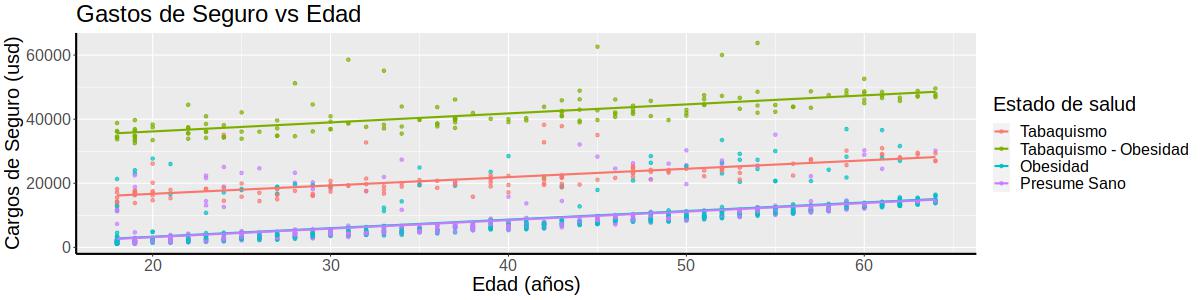 Gastos de Seguro vs Edad
Cargos de Seguro (usd)
60000
40000
20000
0
20
30
40
50
60
Edad (años)
Estado de salud
Tabaquismo
Tabaquismo - Obesidad
Obesidad
Presume Sano